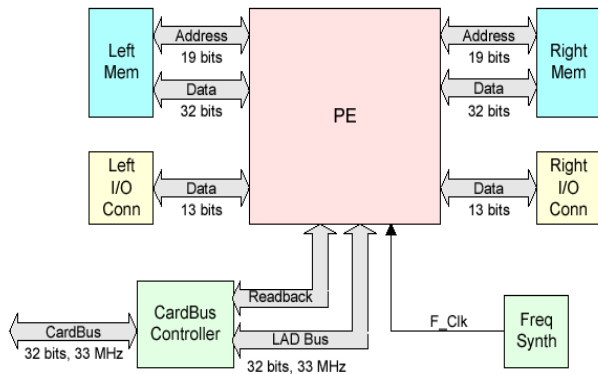 Left
Mem
Address
19 bits
Data
32 bits
PE
Address
19 bits
Data
32 bits
Right
Mem
Left
I/O
Conn
Data
13 bits
Data
13 bits
Right
I/O
Conn
CardBus
32 bits, 33 MHz
CardBus
Controller
Readback
LAD Bus
32 bits, 33 MHz
F_Clk
Freq
Synth